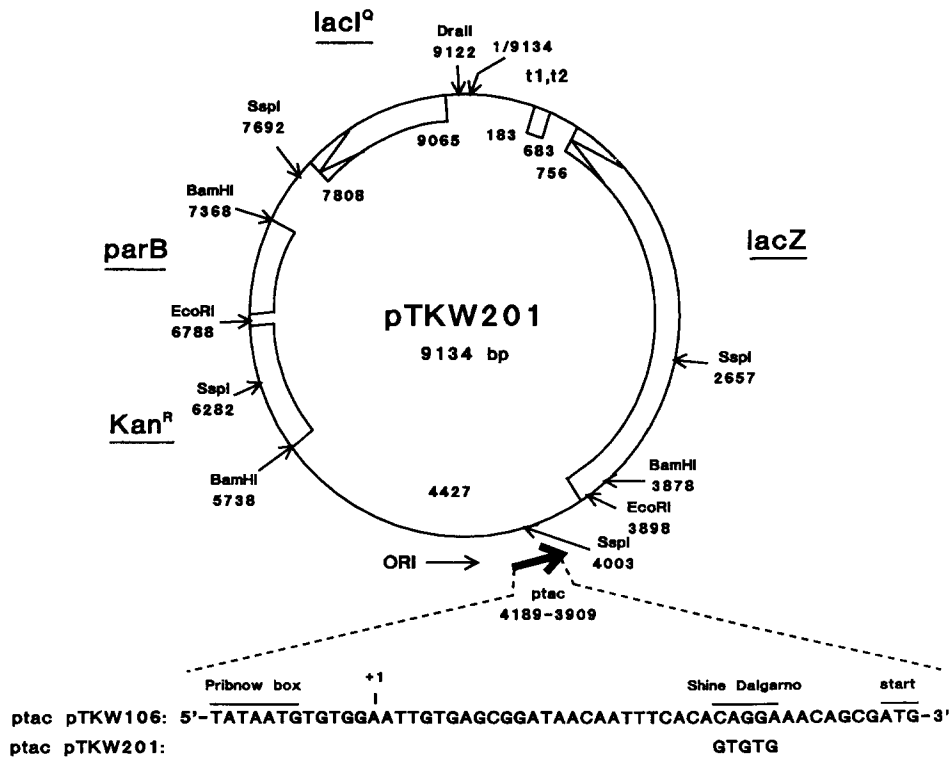 lacIQ
DraII
9122
1/9134
t1,t2
SspI
7692
9065
183
683
756
7808
BamHI
7368
parB
lacZ
EcoRI
6788
pTKW201
9134 bp
SspI
2657
SspI
6282
KanR
BamHI
5738
4427
BamHI
3878
EcoRI
3898
SspI
4003
ORI
ptac
4189-3909
Pribnow box
+1
Shine Dalgarno
start
ptac pTKW106: 5'-TATAATGTGTGGAATTGTGAGCGGATAACAATTTCACACAGGAAACAGCGATG-3'
ptac pTKW201: GTGTG